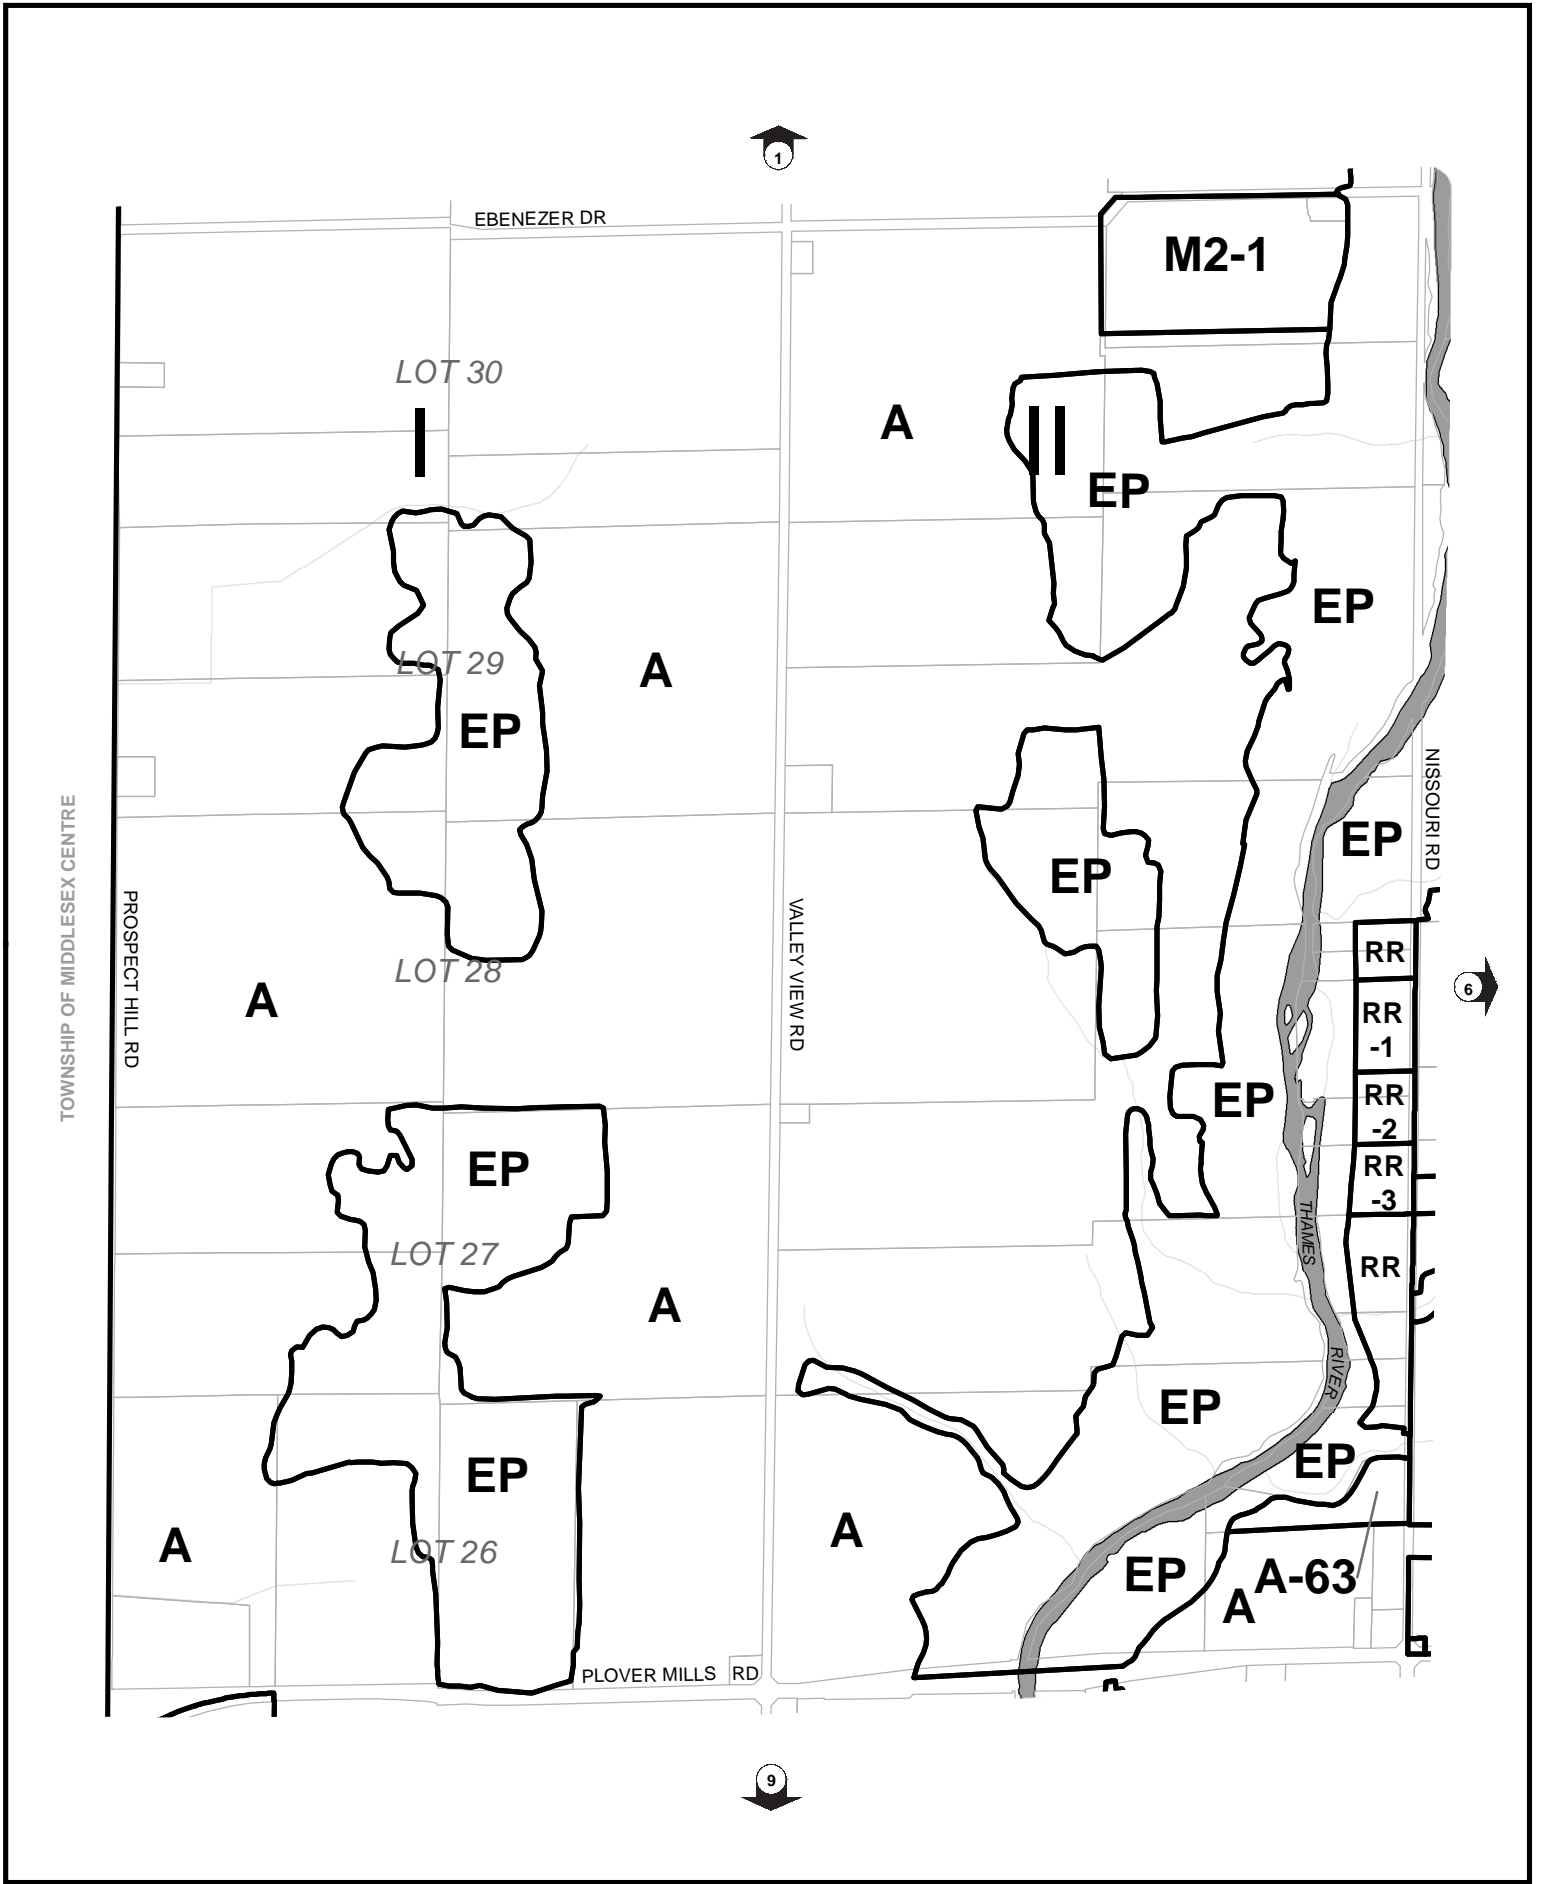 1
EBENEZER DR
M2-1
LOT 30
I
A
II
EP
EP
LOT 29
A
EP
NISSOURI RD
EP
TOWNSHIP OF MIDDLESEX CENTRE
PROSPECT HILL RD
VALLEY VIEW RD
EP
RR
LOT 28
A
6
RR
-1
EP
RR
-2
EP
RR
-3
THAMES
LOT 27
RR
A
RIVER
EP
EP
EP
A
A
LOT 26
EP
A-63
A
PLOVER MILLS RD
9